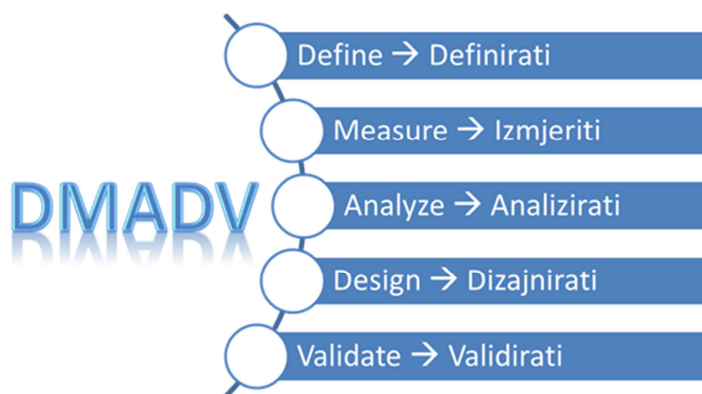 DMADV
Define → Definirati
Measure → Izmjeriti
Analyze → Analizirati
Design → Dizajnirati
Validate → Validirati